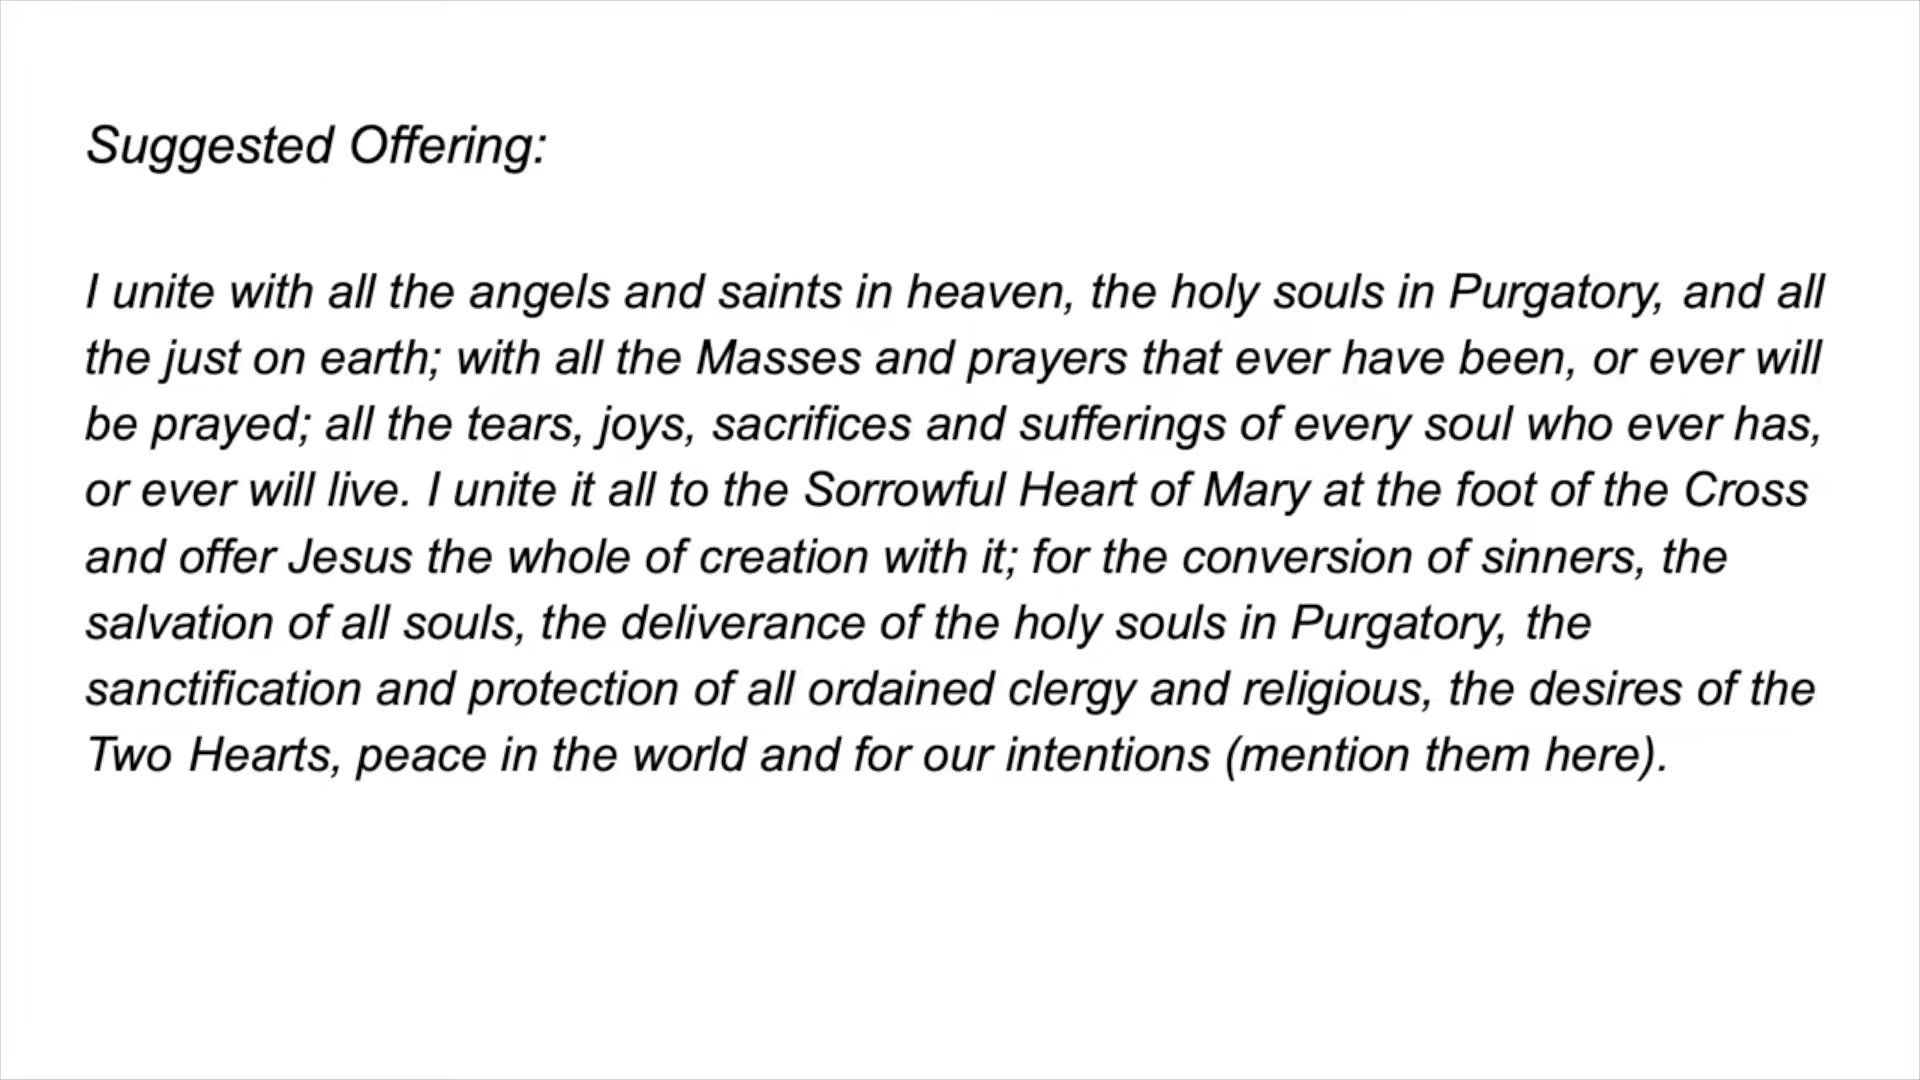 Suggested Offering:
I unite with all the angels and saints in heaven, the holy souls in Purgatory, and all
the just on earth; with all the Masses and prayers that ever have been, or ever will
be prayed; all the tears, joys, sacrifices and sufferings of every soul who ever has,
or ever will live. I unite it all to the Sorrowful Heart of Mary at the foot of the Cross
and offer Jesus the whole of creation with it; for the conversion of sinners, the
salvation of all souls, the deliverance of the holy souls in Purgatory, the
sanctification and protection of all ordained clergy and religious, the desires of the
Two Hearts, peace in the world and for our intentions (mention them here).